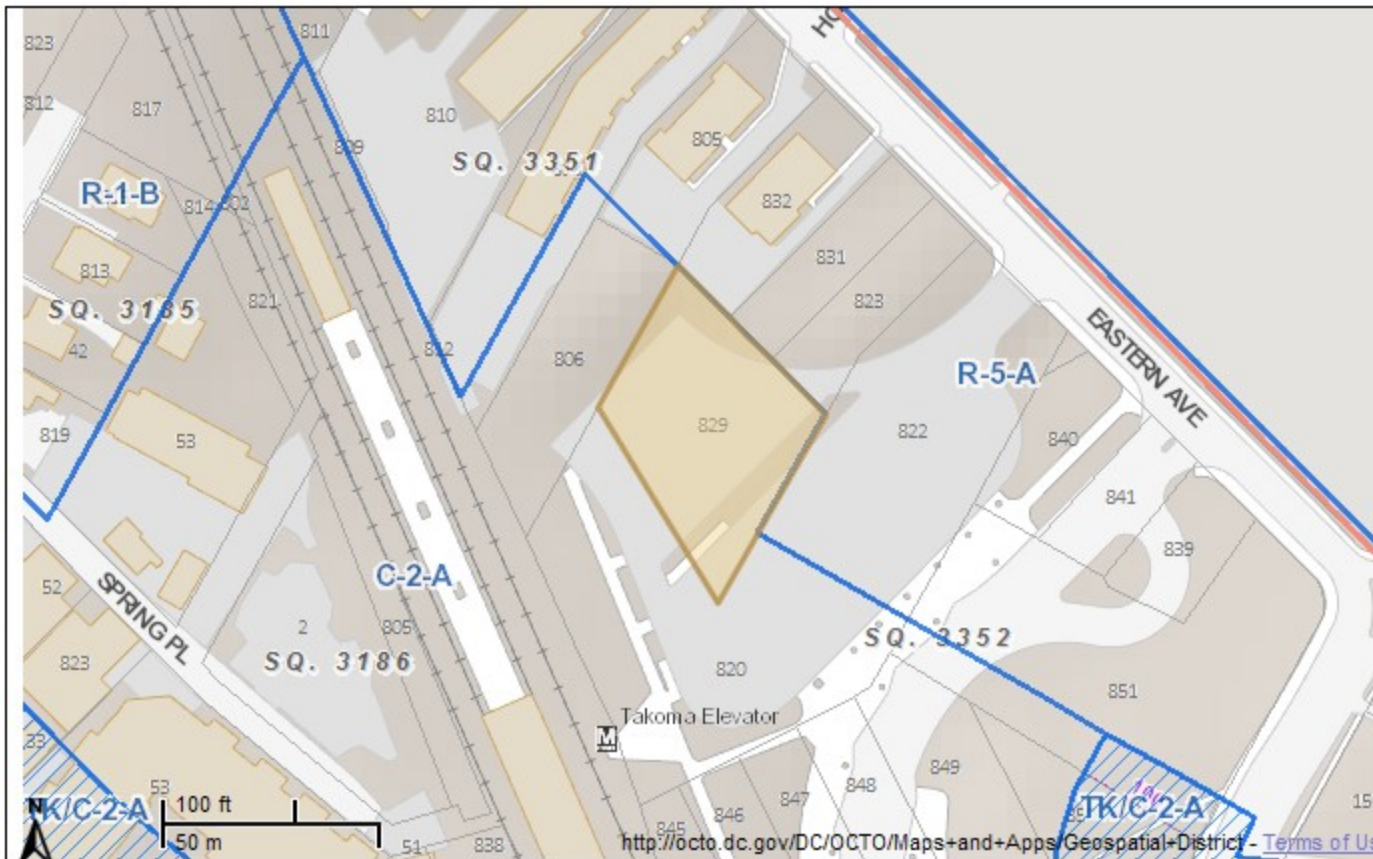 811
823
817
812
809
810
SQ. 3351
805
R-1-B
814
802
832
813
831
SQ. 3185
821
823
42
812
806
EASTERN AVE
R-5-A
819
53
829
822
840
841
C-2-A
839
52
SPRING PL
2
805
SQ. 3352
SQ. 3186
823
820
851
Takoma Elevator
M
849
848
847
846
845
53
TK/C-2-A
TK/C-2-A
N
100 ft
50 m
51
838
http://octo.dc.gov/DC/OCTO/Maps+and+Apps/Geospatial+District - Terms of Us